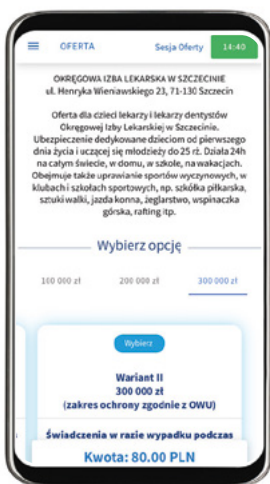 OFERTA Sesja Oferty 14:40
OKRĘGOWA IZBA LEKARSKA W SZCZECINIE
ul. Henryka Wieniawskiego 23, 71-130 Szczecin
Oferta dla dzieci lekarzy i lekarzy dentystów
Okręgowej Izby Lekarskiej w Szczecinie.
Ubezpieczenie dedykowane dzieciom od pierwszego
dnia życia i uczącej się młodzieży do 25 rż. Działa 24h
na całym świecie, w domu, w szkole, na wakacjach.
Obejmuje także uprawianie sportów wyczynowych, w
klubach i szkołach sportowych, np. szkółka piłkarska,
sztuki walki, jazda konna, żeglarstwo, wspinaczka
górska, rafting itp.
Wybierz opcję
100 000 zł 200 000 zł 300 000 zł
Wybierz
Wariant II
300 000 zł
(zakres ochrony zgodnie z OWU)
Świadczenia w razie wypadku podczas
Kwota: 80.00 PLN